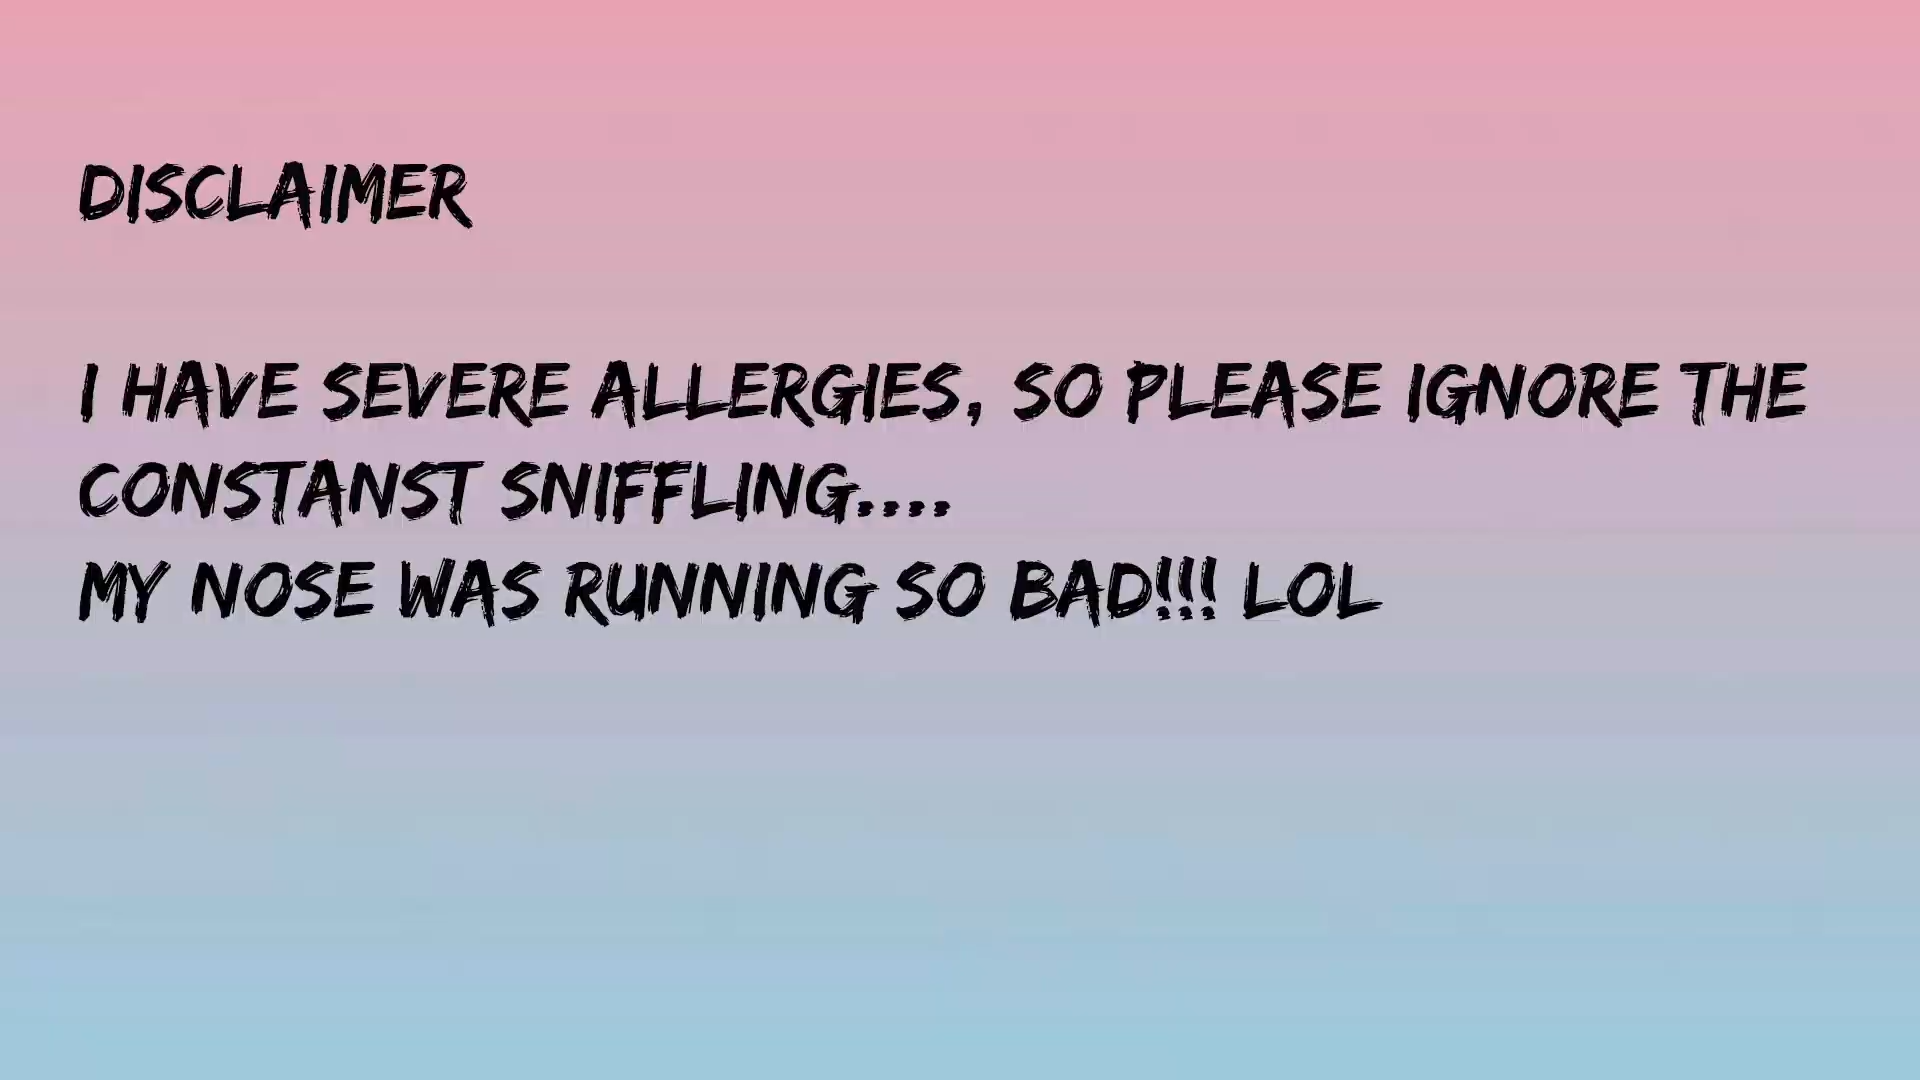 DISCLAIMER
I HAVE SEVERE ALLERGIES, SO PLEASE IGNORE THE
CONSTANST SNIFFLING....
MY NOSE WAS RUNNING SO BAD!!! LOL